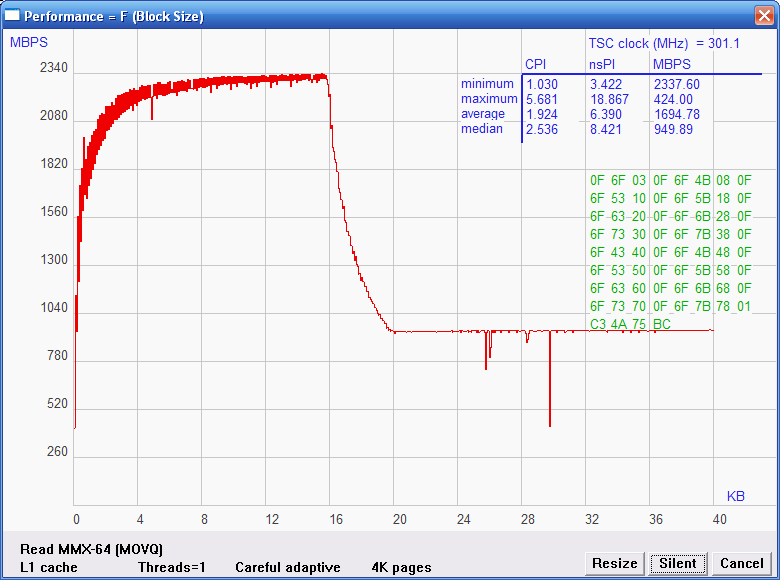 Performance = F (Block Size)
MBPS
TSC clock (MHz) = 301.1
CPI nsPI MBPS
minimum 1.030 3.422 2337.60
maximum 5.681 18.867 424.00
average 1.924 6.390 1694.78
median 2.536 8.421 949.89
2340
2080
1820
1560
1300
1040
780
520
260
0F 6F 03 0F 6F 4B 08 0F
6F 53 10 0F 6F 5B 18 0F
6F 63 20 0F 6F 6B 28 0F
6F 73 30 0F 6F 7B 38 0F
6F 43 40 0F 6F 4B 48 0F
6F 53 50 0F 6F 5B 58 0F
6F 63 60 0F 6F 6B 68 0F
6F 73 70 0F 6F 7B 78 01
C3 4A 75 BC
KB
0 4 8 12 16 20 24 28 32 36 40
Read MMX-64 (MOVQ)
L1 cache Threads=1 Careful adaptive 4K pages
Resize Silent Cancel